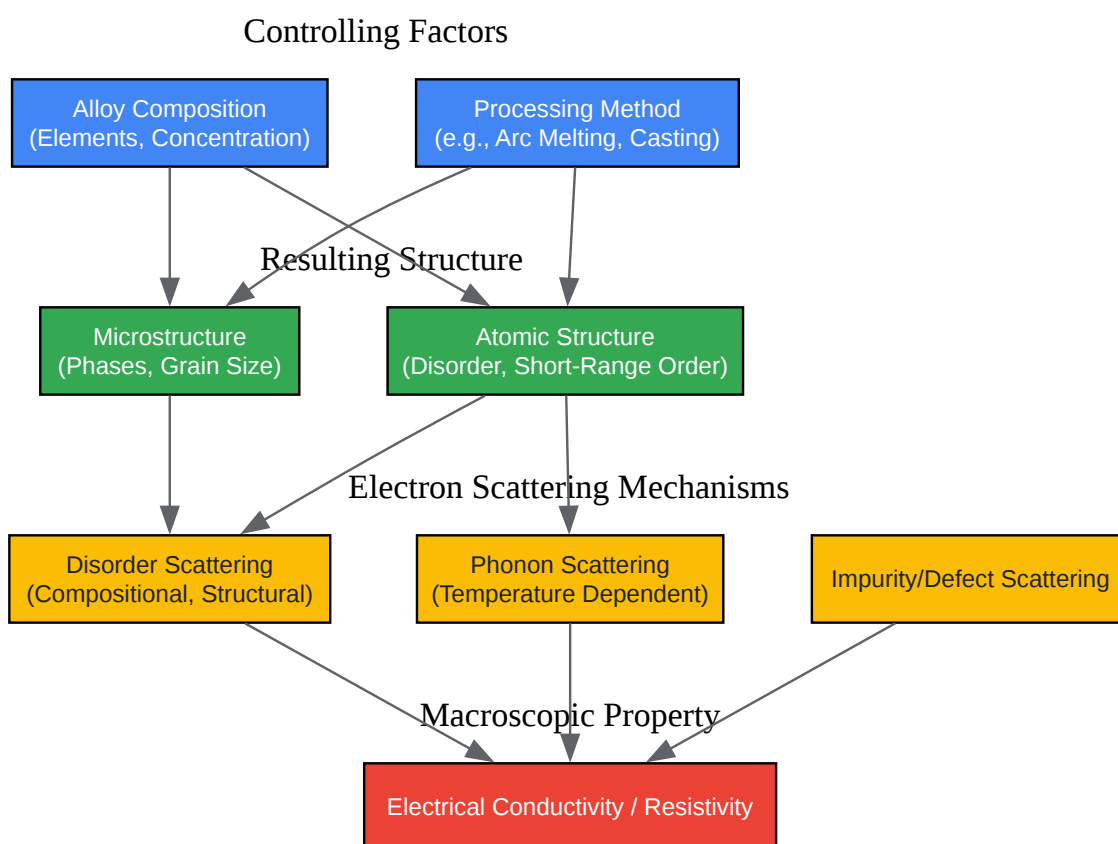 Controlling Factors
Alloy Composition
(Elements, Concentration)
Processing Method
(e.g., Arc Melting, Casting)
Resulting Structure
Microstructure
(Phases, Grain Size)
Atomic Structure
(Disorder, Short-Range Order)
Electron Scattering Mechanisms
Disorder Scattering
(Compositional, Structural)
Phonon Scattering
(Temperature Dependent)
Impurity/Defect Scattering
Macroscopic Property
Electrical Conductivity / Resistivity